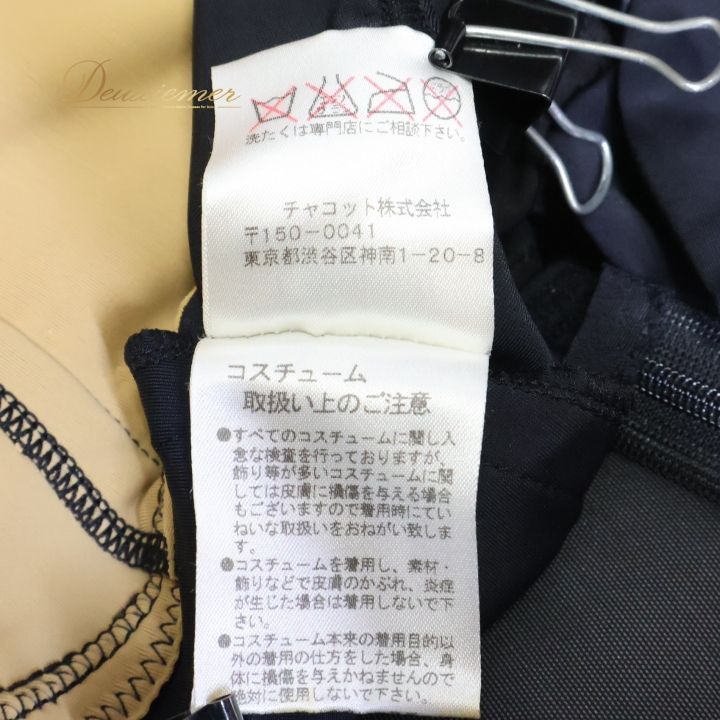 Deuxiemer
洗たくは専門店にご相談下さい。
チャコット株式会社
〒150-0041
東京都渋谷区神南1-20-8
コスチューム
取扱い上のご注意
●すべてのコスチュームに関し入
念な検査を行っておりますが、
飾り等が多いコスチュームに関
しては皮膚に損傷を与える場合
もございますので着用時にてい
ねいな取扱いをおねがい致しま
す。
●コスチュームを着用し、素材・
飾りなどで皮膚のかぶれ、炎症
が生じた場合は着用しないで下
さい。
●コスチューム本来の着用目的以
外の着用の仕方をした場合、身
体に損傷を与えかねませんので
絶対に使用しないで下さい。